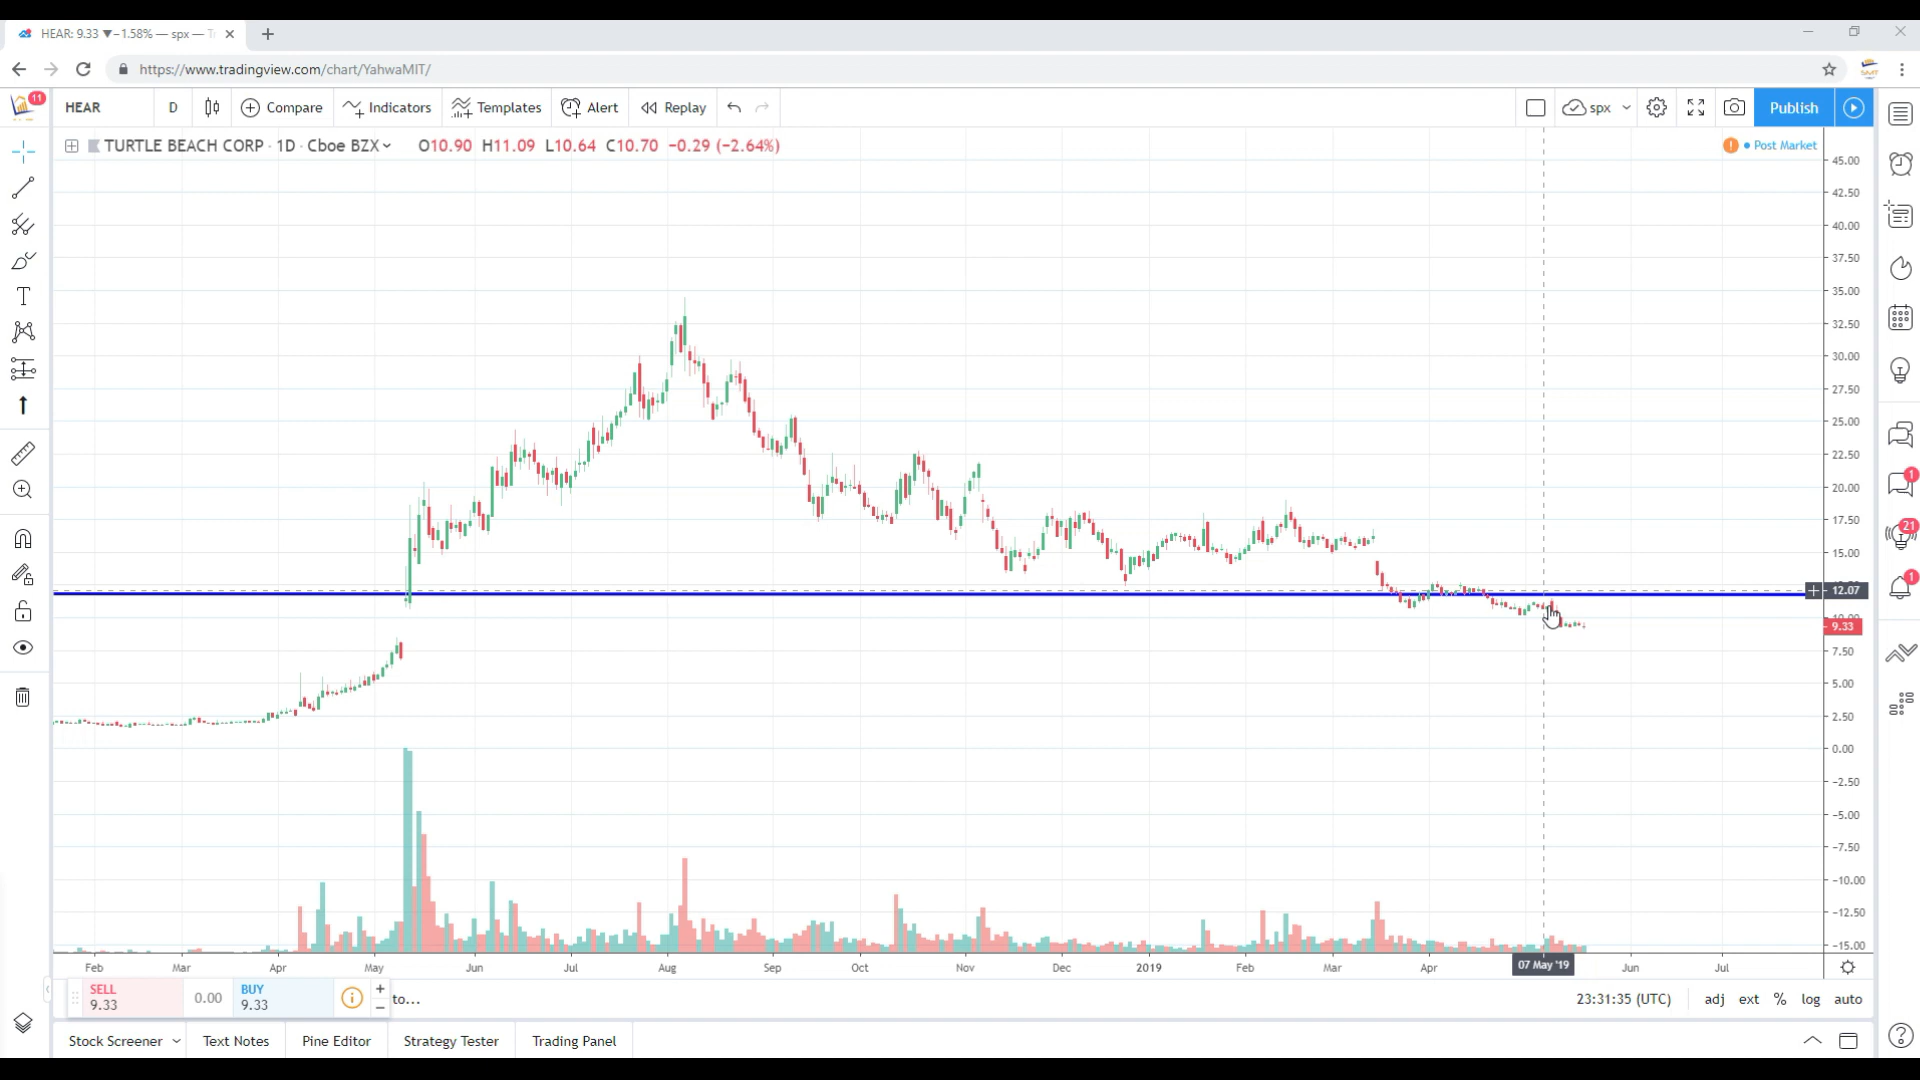 HEAR: 9.33 ▼−1.58% — spx — T
https://www.tradingview.com/chart/YahwaMIT/
SMT
11
HEAR D Compare Indicators Templates Alert Replay spx Publish
TURTLE BEACH CORP · 1D · Cboe BZX O10.90 H11.09 L10.64 C10.70 −0.29 (−2.64%)
Post Market
45.00
42.50
40.00
37.50
35.00
32.50
30.00
27.50
25.00
22.50
20.00
17.50
15.00
12.07
10.00
9.33
7.50
5.00
2.50
0.00
−2.50
−5.00
−7.50
−10.00
−12.50
−15.00
1
21
1
Feb Mar Apr May Jun Jul Aug Sep Oct Nov Dec 2019 Feb Mar Apr 07 May '19 Jun Jul
SELL
9.33
0.00
BUY
9.33
to...
23:31:35 (UTC) adj ext % log auto
Stock Screener Text Notes Pine Editor Strategy Tester Trading Panel